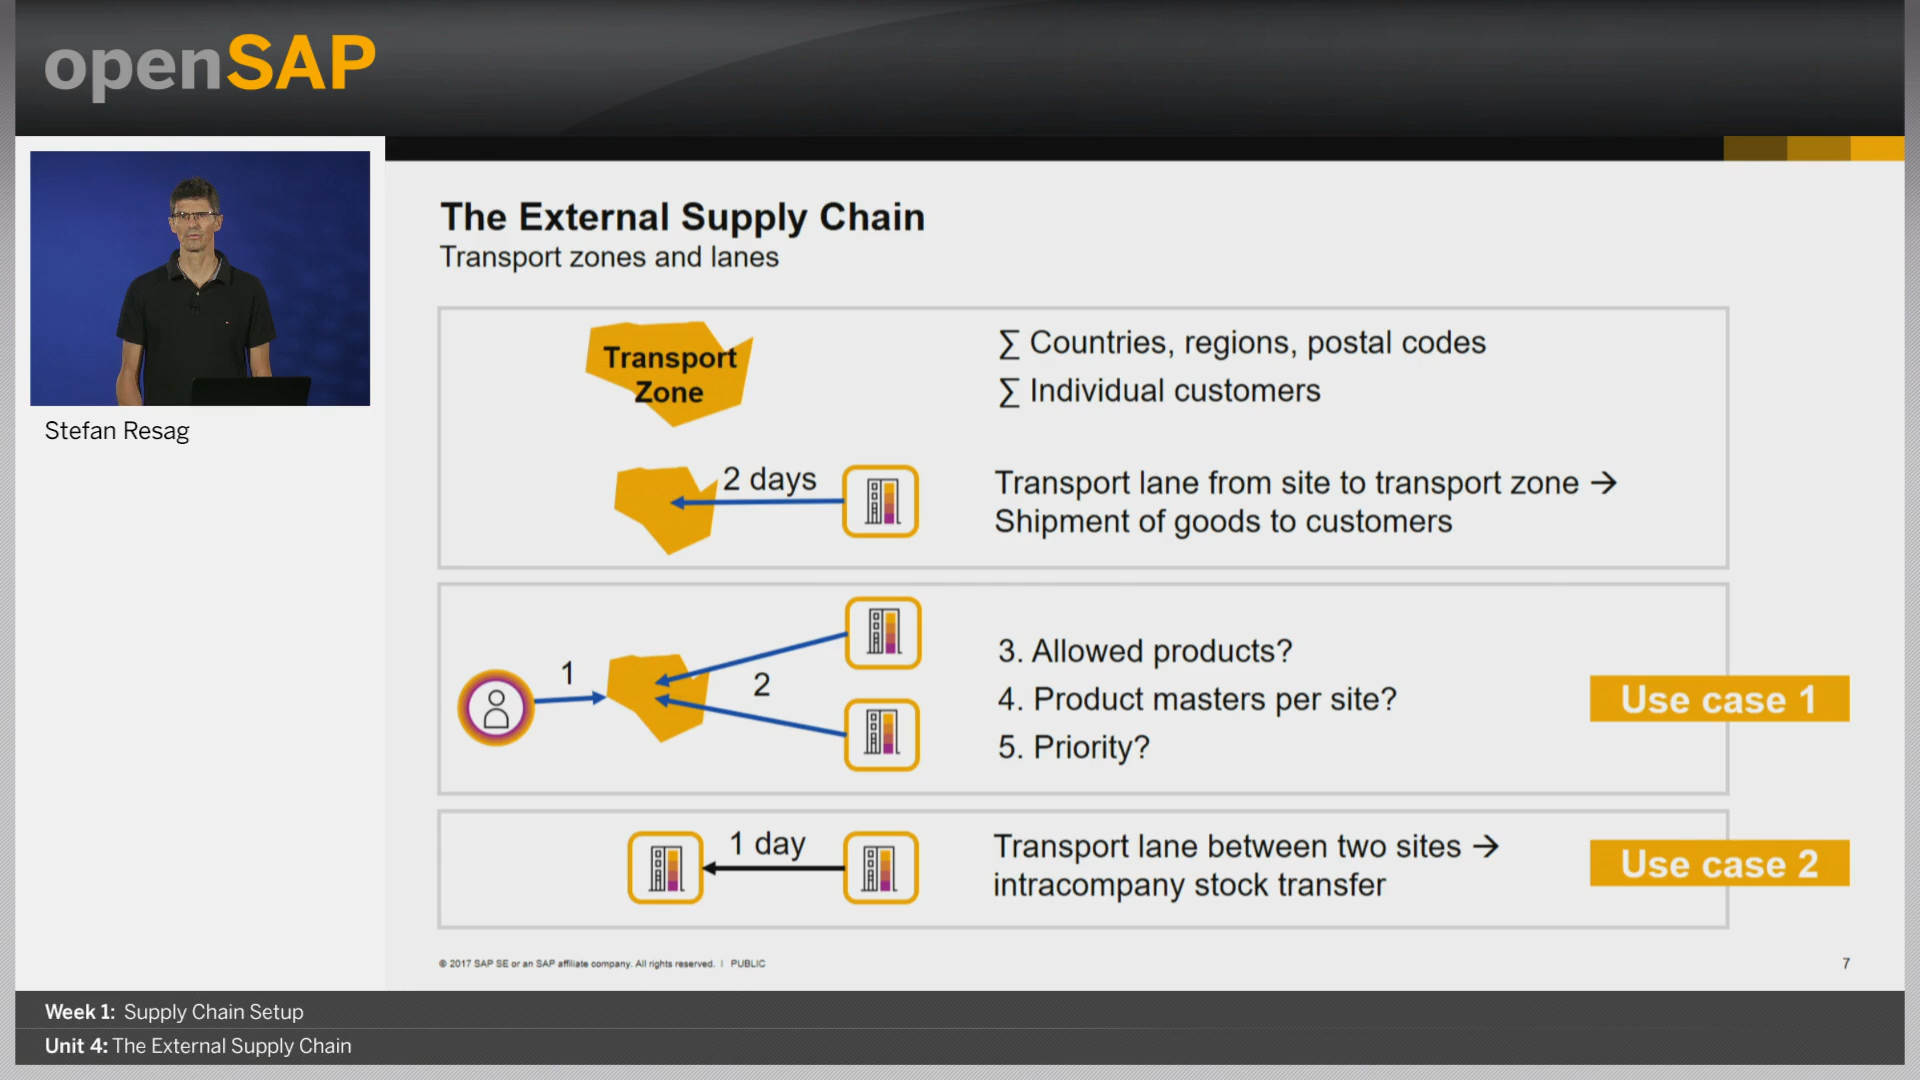 openSAP
Stefan Resag
The External Supply Chain
Transport zones and lanes
Transport
Zone
∑ Countries, regions, postal codes
∑ Individual customers
2 days
Transport lane from site to transport zone →
Shipment of goods to customers
1
2
3. Allowed products?
4. Product masters per site?
5. Priority?
Use case 1
1 day
Transport lane between two sites →
intracompany stock transfer
Use case 2
© 2017 SAP SE or an SAP affiliate company. All rights reserved. | PUBLIC
7
Week 1: Supply Chain Setup
Unit 4: The External Supply Chain